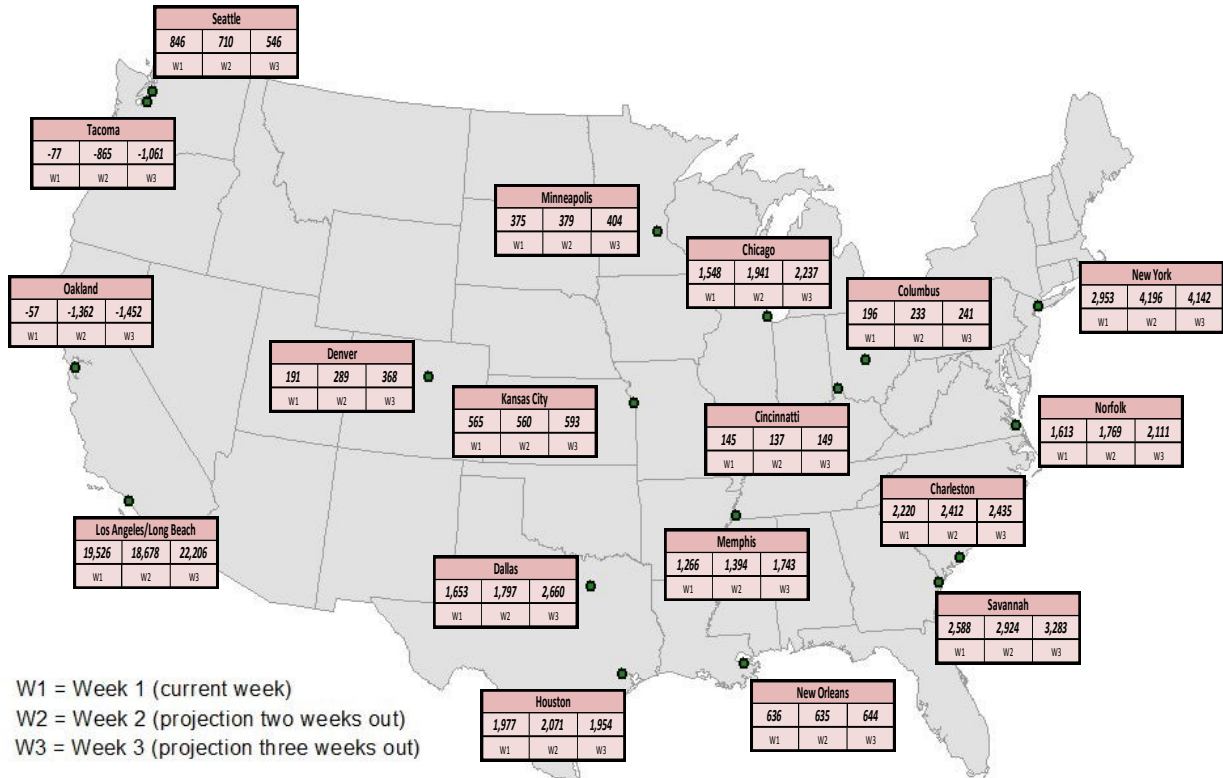 Seattle
846 710 546
W1 W2 W3
Tacoma
-77 -865 -1,061
W1 W2 W3
Minneapolis
375 379 404
W1 W2 W3
Chicago
1,548 1,941 2,237
W1 W2 W3
New York
2,953 4,196 4,142
W1 W2 W3
Oakland
-57 -1,362 -1,452
W1 W2 W3
Columbus
196 233 241
W1 W2 W3
Denver
191 289 368
W1 W2 W3
Kansas City
565 560 593
W1 W2 W3
Cincinnatti
145 137 149
W1 W2 W3
Norfolk
1,613 1,769 2,111
W1 W2 W3
Charleston
2,220 2,412 2,435
W1 W2 W3
Los Angeles/Long Beach
19,526 18,678 22,206
W1 W2 W3
Memphis
1,266 1,394 1,743
W1 W2 W3
Dallas
1,653 1,797 2,660
W1 W2 W3
Savannah
2,588 2,924 3,283
W1 W2 W3
Houston
1,977 2,071 1,954
W1 W2 W3
New Orleans
636 635 644
W1 W2 W3
W1 = Week 1 (current week)
W2 = Week 2 (projection two weeks out)
W3 = Week 3 (projection three weeks out)